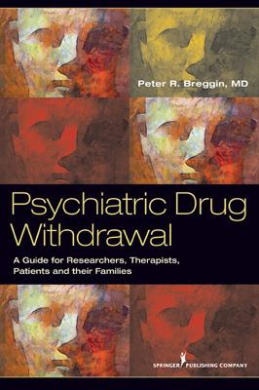 Peter R. Breggin, MD
Psychiatric Drug
Withdrawal
A Guide for Researchers, Therapists,
Patients and their Families
SPRINGER PUBLISHING COMPANY